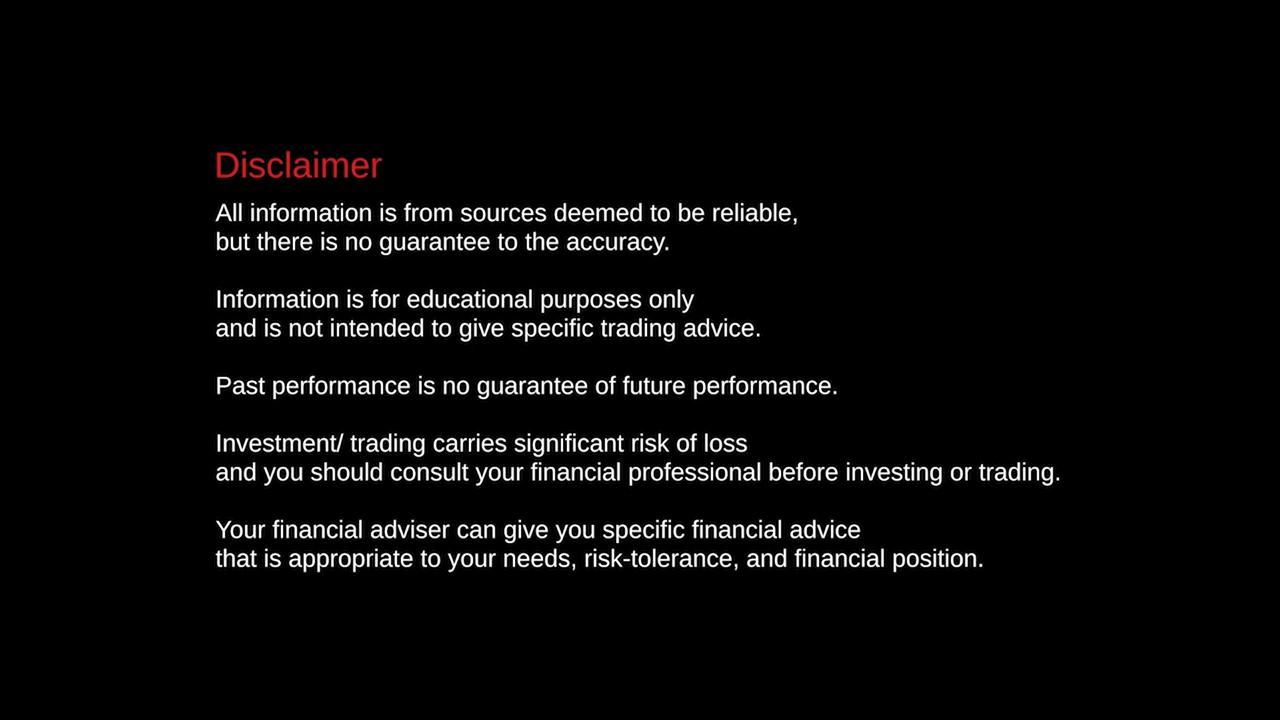 Disclaimer
All information is from sources deemed to be reliable,
but there is no guarantee to the accuracy.
Information is for educational purposes only
and is not intended to give specific trading advice.
Past performance is no guarantee of future performance.
Investment/ trading carries significant risk of loss
and you should consult your financial professional before investing or trading.
Your financial adviser can give you specific financial advice
that is appropriate to your needs, risk-tolerance, and financial position.